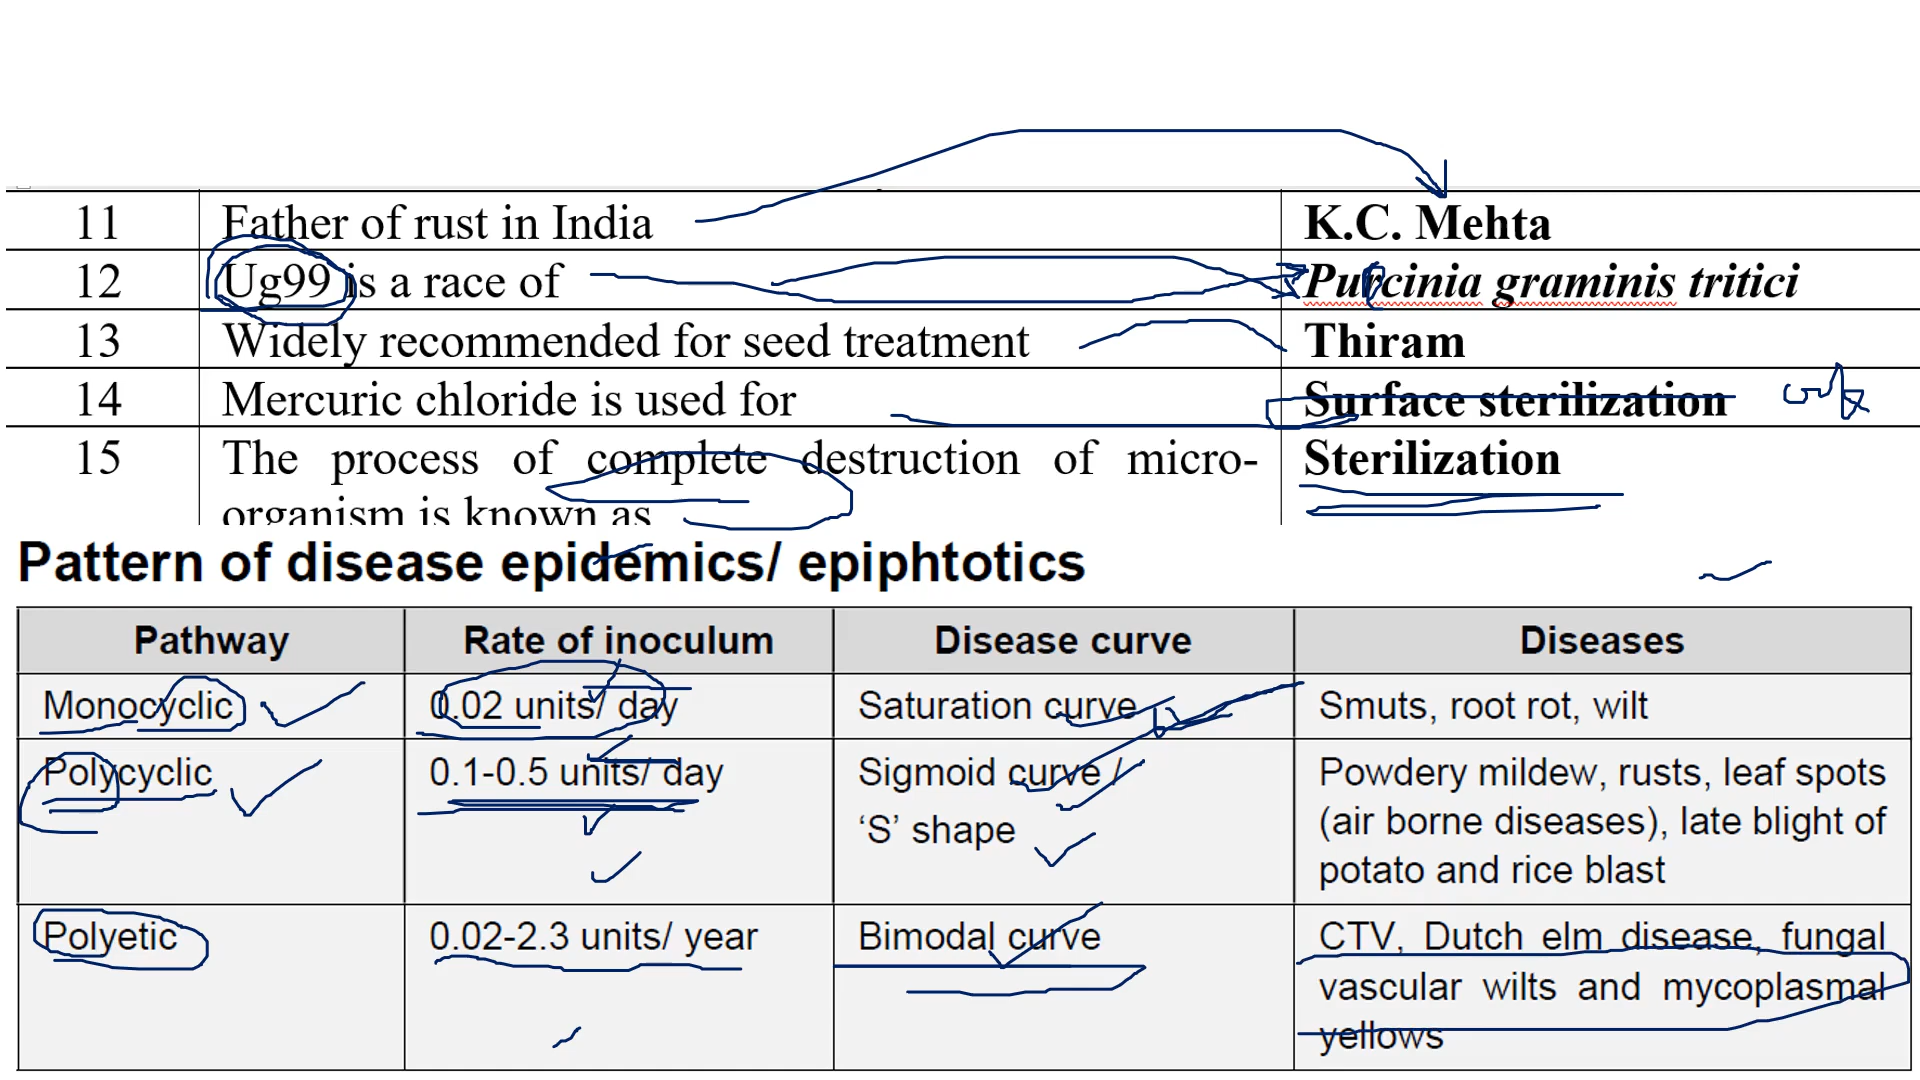 11 Father of rust in India K.C. Mehta
12 Ug99 is a race of Purcinia graminis tritici
13 Widely recommended for seed treatment Thiram
14 Mercuric chloride is used for Surface sterilization
15 The process of complete destruction of micro- Sterilization
organism is known as
Pattern of disease epidemics/ epiphtotics
Pathway Rate of inoculum Disease curve Diseases
Monocyclic 0.02 units/ day Saturation curve Smuts, root rot, wilt
Polycyclic 0.1-0.5 units/ day Sigmoid curve / Powdery mildew, rusts, leaf spots
‘S’ shape (air borne diseases), late blight of
potato and rice blast
Polyetic 0.02-2.3 units/ year Bimodal curve CTV, Dutch elm disease, fungal
vascular wilts and mycoplasmal
yellows